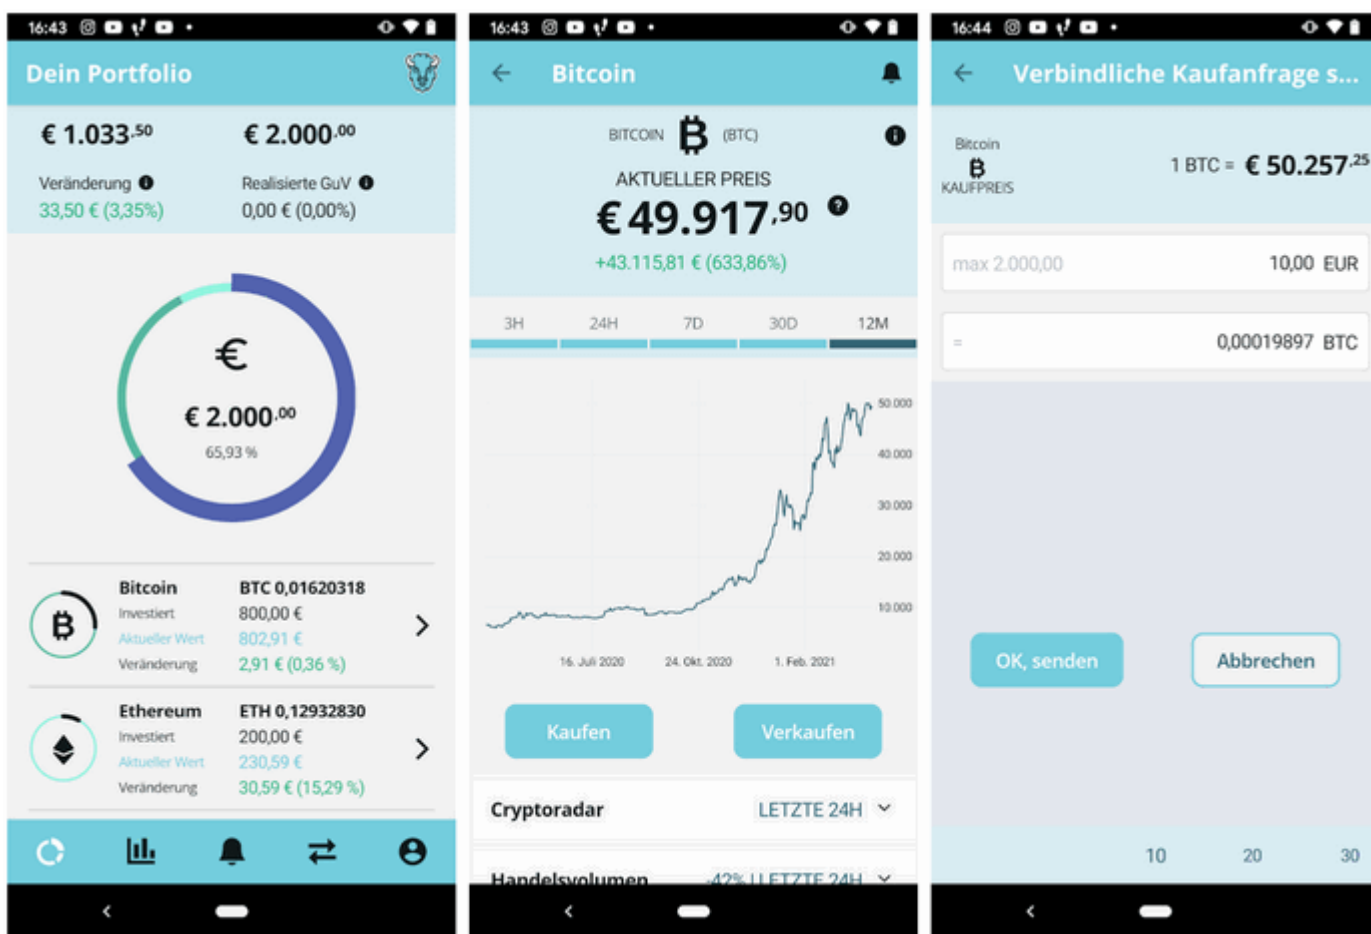 16:43
Dein Portfolio
€ 1.033,50 € 2.000,00
Veränderung Realisierte GuV
33,50 € (3,35%) 0,00 € (0,00%)
€
€ 2.000,00
65,93 %
Bitcoin BTC 0,01620318
Investiert 800,00 €
Aktueller Wert 802,91 €
Veränderung 2,91 € (0,36 %)
Ethereum ETH 0,12932830
Investiert 200,00 €
Aktueller Wert 230,59 €
Veränderung 30,59 € (15,29 %)
16:43
Bitcoin
BITCOIN (BTC)
AKTUELLER PREIS
€ 49.917,90
+43.115,81 € (633,86%)
3H 24H 7D 30D 12M
50.000
40.000
30.000
20.000
10.000
16. Juli 2020 24. Okt. 2020 1. Feb. 2021
Kaufen Verkaufen
Cryptoradar LETZTE 24H
Handelsvolumen -42% | LETZTE 24H
16:44
Verbindliche Kaufanfrage s...
Bitcoin
KAUFPREIS
1 BTC = € 50.257,25
max 2.000,00 10,00 EUR
= 0,00019897 BTC
OK, senden Abbrechen
10 20 30